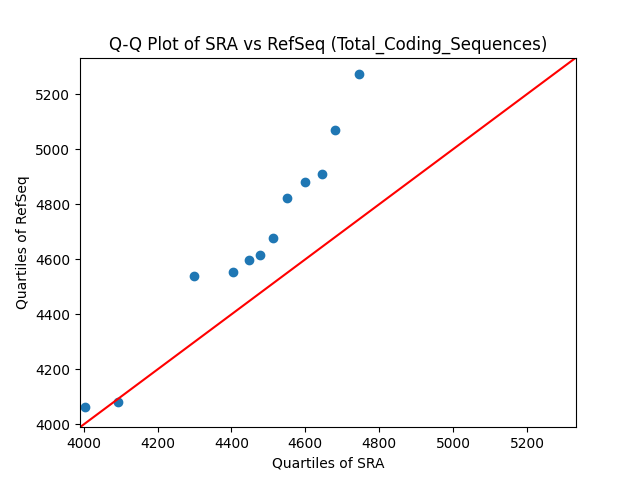 Q-Q Plot of SRA vs RefSeq (Total_Coding_Sequences)
Quartiles of RefSeq
5200
5000
4800
4600
4400
4200
4000
4000 4200 4400 4600 4800 5000 5200
Quartiles of SRA